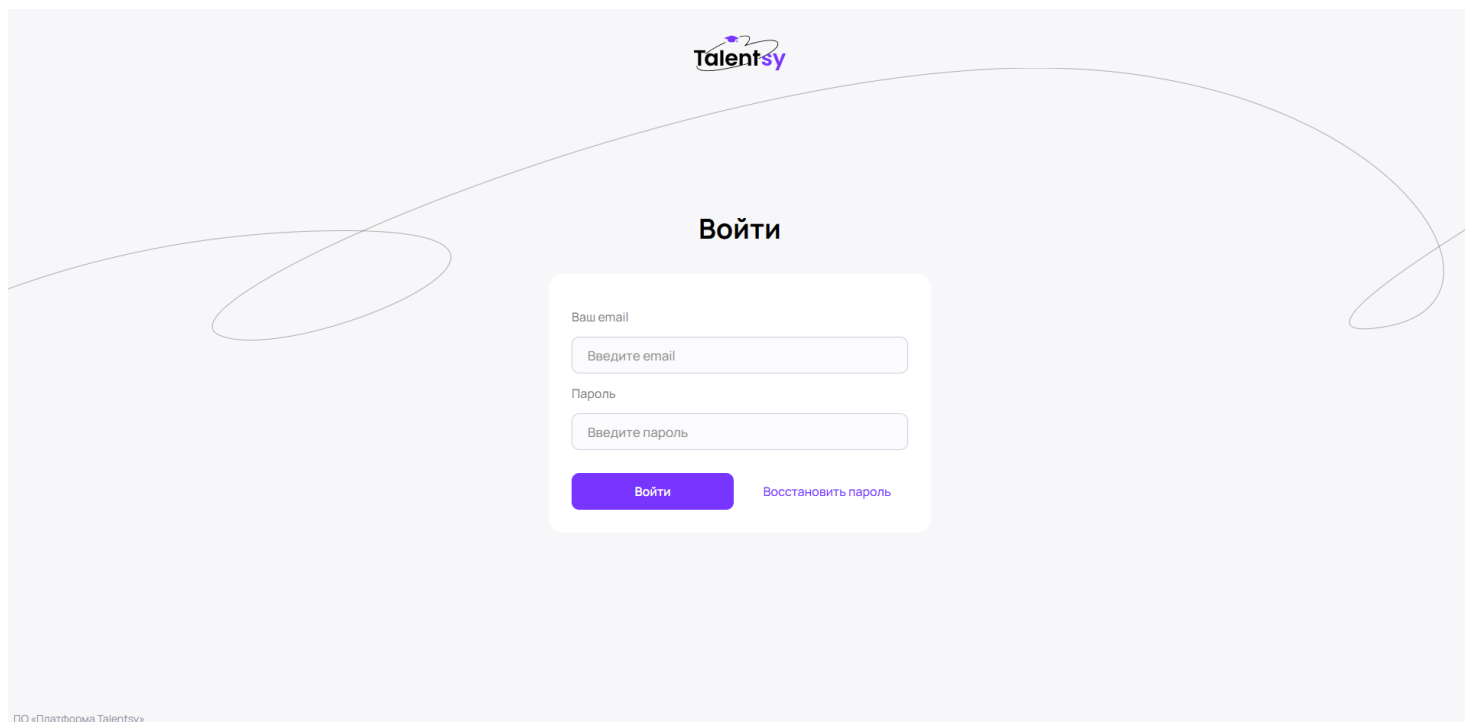 Talentsy
Войти
Ваш email
Введите email
Пароль
Введите пароль
Войти
Восстановить пароль
ПО «Платформа Talentsy»